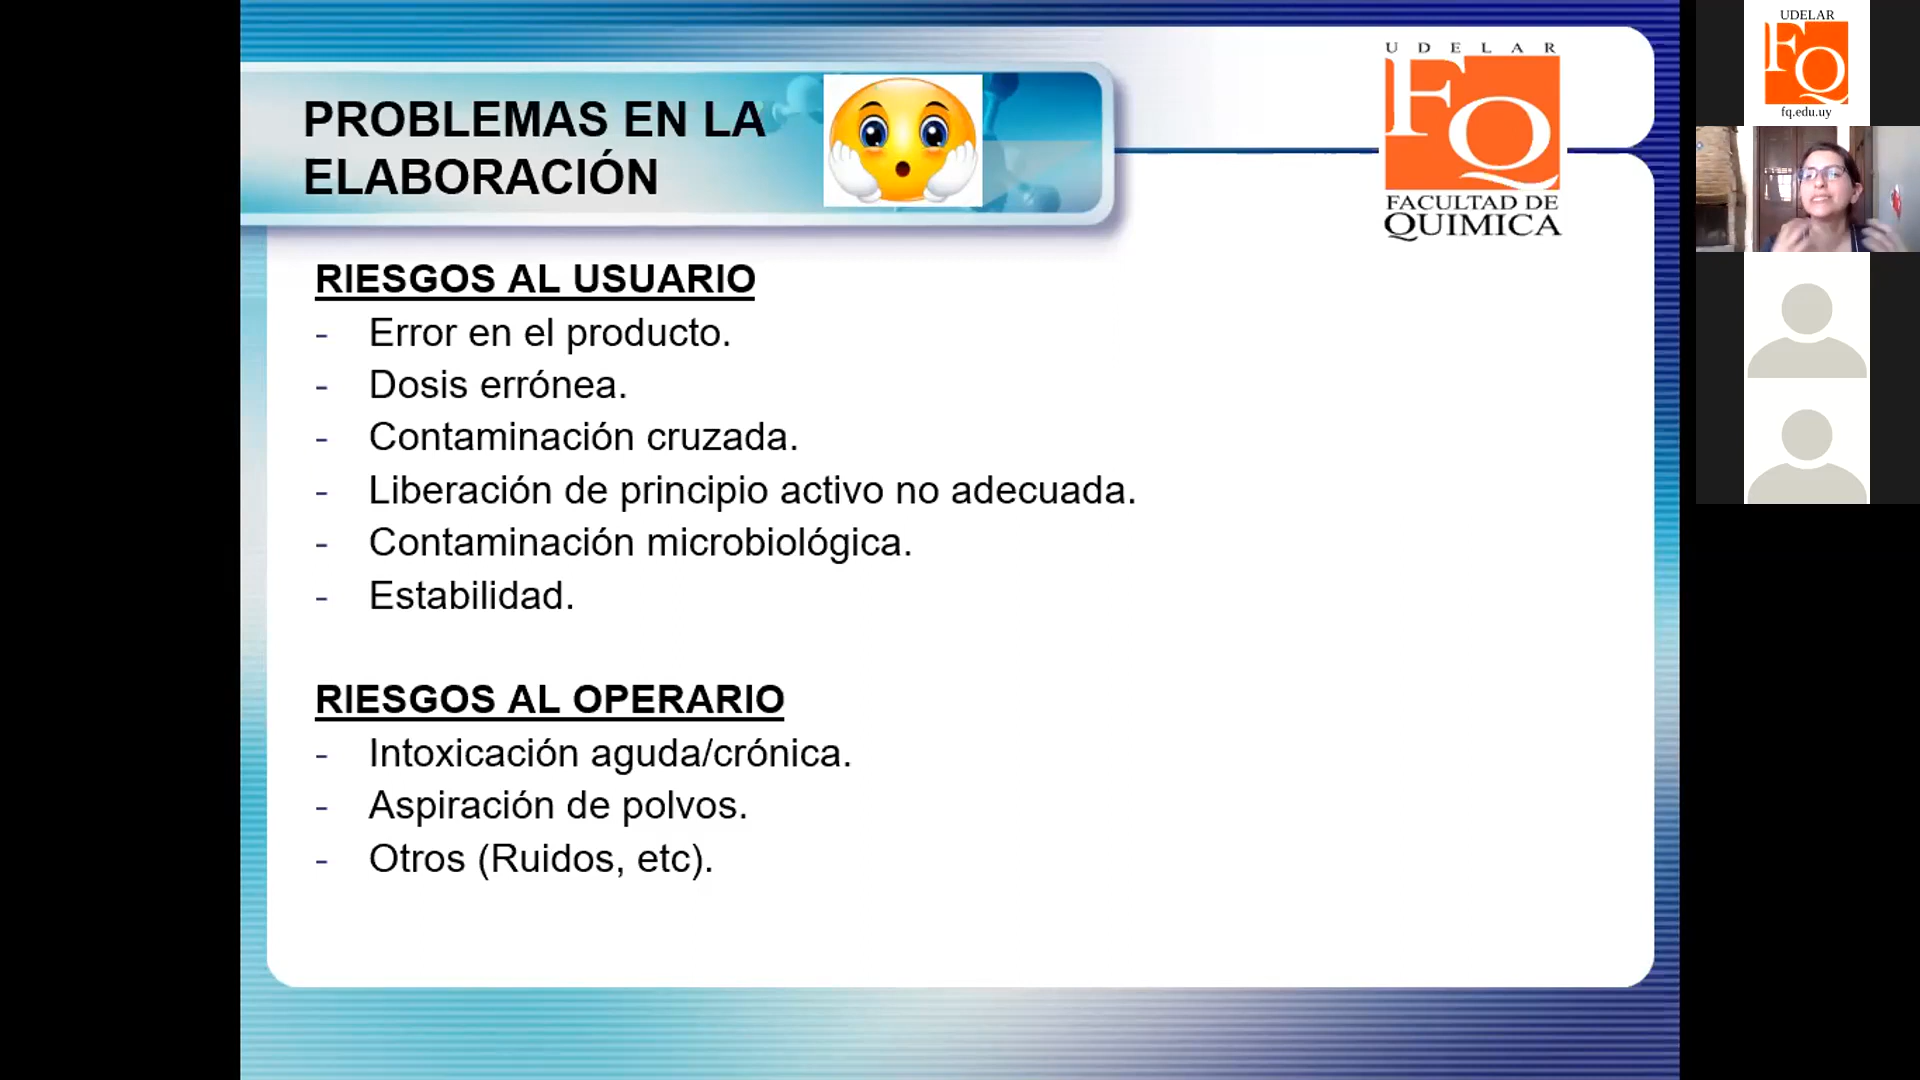 PROBLEMAS EN LA
ELABORACIÓN
UDELAR
FQ
FACULTAD DE
QUIMICA
RIESGOS AL USUARIO
- Error en el producto.
- Dosis errónea.
- Contaminación cruzada.
- Liberación de principio activo no adecuada.
- Contaminación microbiológica.
- Estabilidad.
RIESGOS AL OPERARIO
- Intoxicación aguda/crónica.
- Aspiración de polvos.
- Otros (Ruidos, etc).
UDELAR
FQ
fq.edu.uy